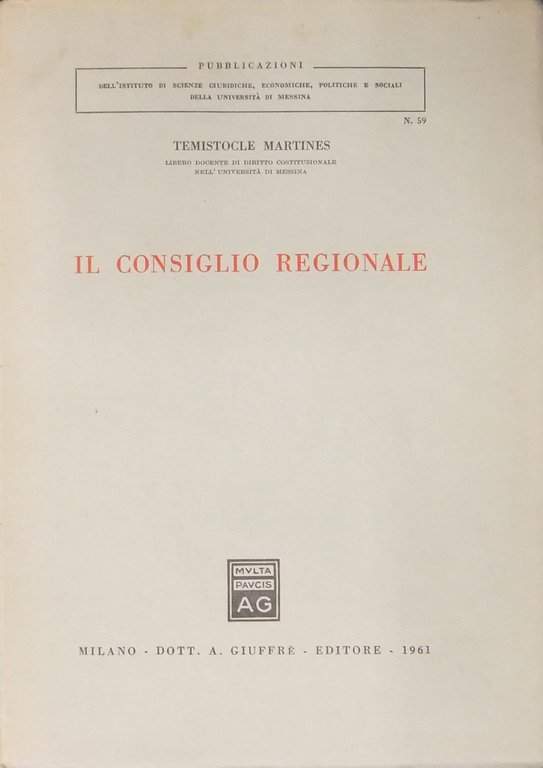 PUBBLICAZIONI
DELL'ISTITUTO DI SCIENZE GIURIDICHE, ECONOMICHE, POLITICHE E SOCIALI
DELLA UNIVERSITÀ DI MESSINA
N. 59
TEMISTOCLE MARTINES
LIBERO DOCENTE DI DIRITTO COSTITUZIONALE
NELL'UNIVERSITÀ DI MESSINA
IL CONSIGLIO REGIONALE
MVLTA
PAVCIS
AG
MILANO - DOTT. A. GIUFFRÈ - EDITORE - 1961